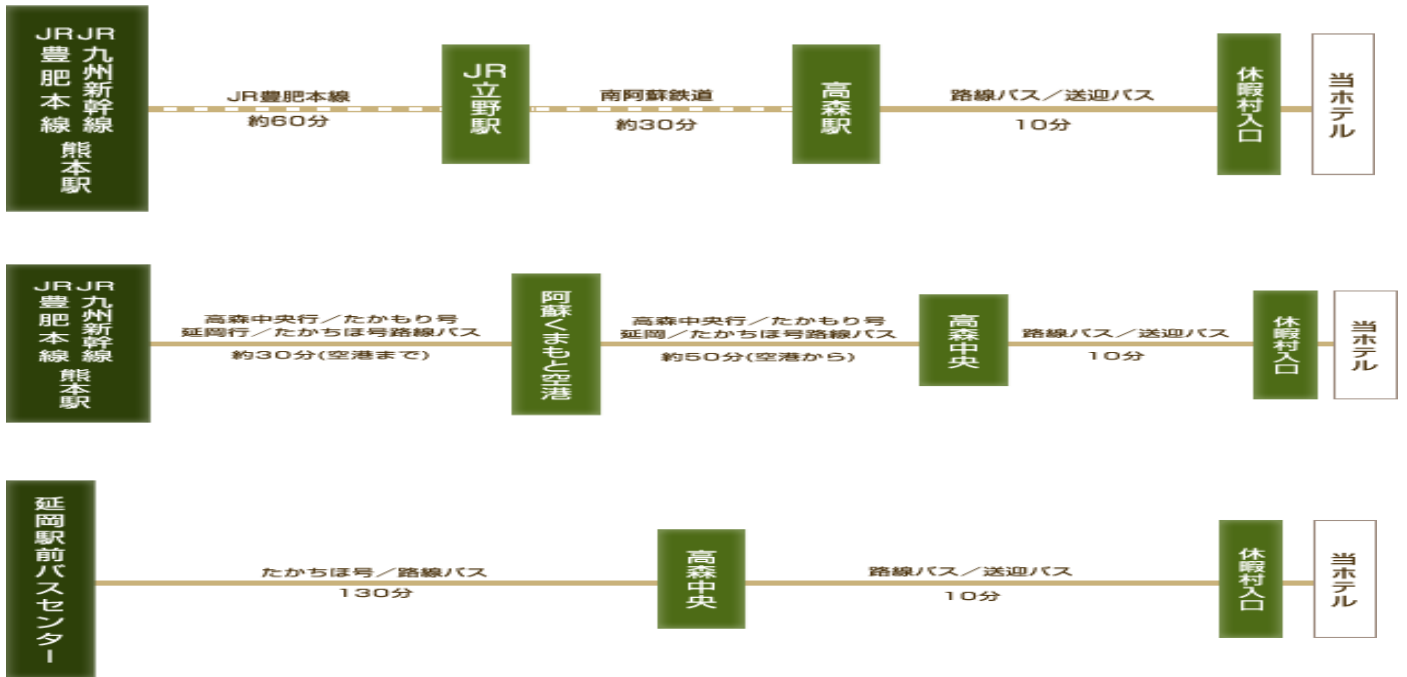 JR九州新幹線
JR豊肥本線
熊本駅
JR豊肥本線
約60分
JR立野駅
南阿蘇鉄道
約30分
高森駅
路線バス／送迎バス
10分
休暇村入口
当ホテル
JR九州新幹線
JR豊肥本線
熊本駅
高森中央行／たかもり号
延岡行／たかちほ号路線バス
約30分(空港まで)
阿蘇くまもと空港
高森中央行／たかもり号
延岡／たかちほ号路線バス
約50分(空港から)
高森中央
路線バス／送迎バス
10分
休暇村入口
当ホテル
延岡駅前バスセンター
たかちほ号／路線バス
130分
高森中央
路線バス／送迎バス
10分
休暇村入口
当ホテル